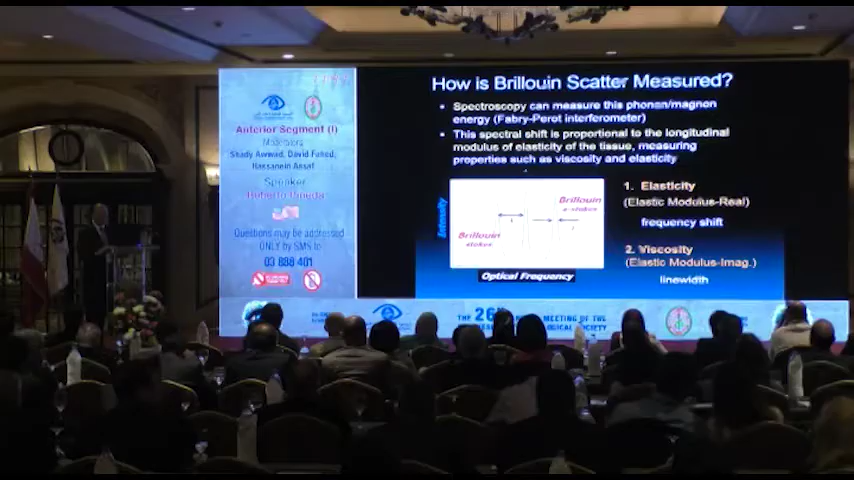 Anterior Segment (I)
Moderators
Shady Awwad, David Fahed,
Hassanein Assaf
Speaker
Roberto Pineda
Questions may be addressed
ONLY by SMS to
03 888 401
How is Brillouin Scatter Measured?
• Spectroscopy can measure this phonon/magnon
energy (Fabry-Perot interferometer)
• This spectral shift is proportional to the longitudinal
modulus of elasticity of the tissue, measuring
properties such as viscosity and elasticity
Intensity
Brillouin
a-stokes
Brillouin
stokes
Optical Frequency
1. Elasticity
(Elastic Modulus-Real)
frequency shift
2. Viscosity
(Elastic Modulus-Imag.)
linewidth
THE 26
MEETING OF THE
SOCIETY